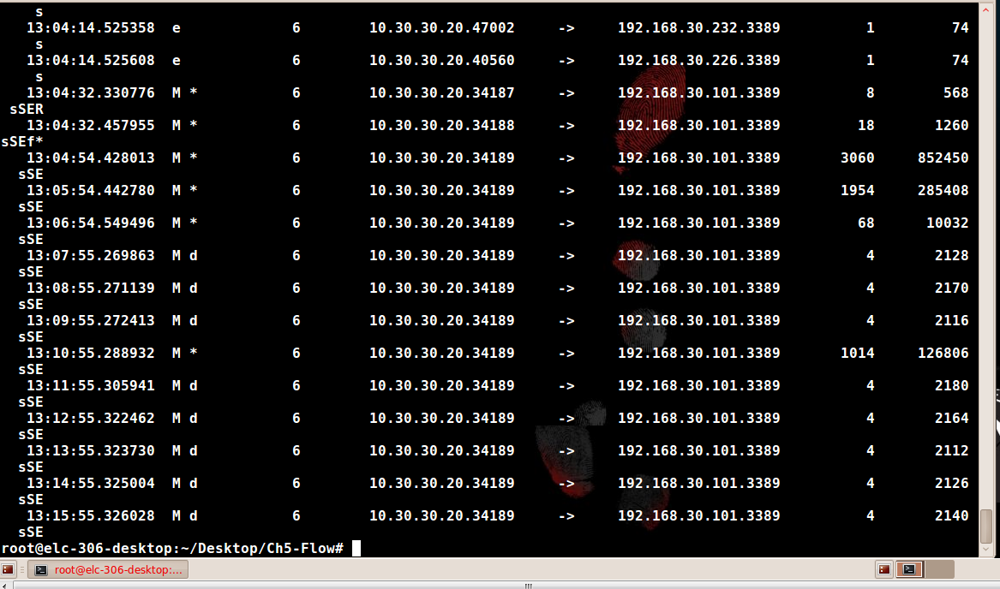 s
13:04:14.525358 e 6 10.30.30.20.47002 -> 192.168.30.232.3389 1 74
s
13:04:14.525608 e 6 10.30.30.20.40560 -> 192.168.30.226.3389 1 74
s
13:04:32.330776 M * 6 10.30.30.20.34187 -> 192.168.30.101.3389 8 568
sSER
13:04:32.457955 M * 6 10.30.30.20.34188 -> 192.168.30.101.3389 18 1260
sSEf*
13:04:54.428013 M * 6 10.30.30.20.34189 -> 192.168.30.101.3389 3060 852450
sSE
13:05:54.442780 M * 6 10.30.30.20.34189 -> 192.168.30.101.3389 1954 285408
sSE
13:06:54.549496 M * 6 10.30.30.20.34189 -> 192.168.30.101.3389 68 10032
sSE
13:07:55.269863 M d 6 10.30.30.20.34189 -> 192.168.30.101.3389 4 2128
sSE
13:08:55.271139 M d 6 10.30.30.20.34189 -> 192.168.30.101.3389 4 2170
sSE
13:09:55.272413 M d 6 10.30.30.20.34189 -> 192.168.30.101.3389 4 2116
sSE
13:10:55.288932 M * 6 10.30.30.20.34189 -> 192.168.30.101.3389 1014 126806
sSE
13:11:55.305941 M d 6 10.30.30.20.34189 -> 192.168.30.101.3389 4 2180
sSE
13:12:55.322462 M d 6 10.30.30.20.34189 -> 192.168.30.101.3389 4 2164
sSE
13:13:55.323730 M d 6 10.30.30.20.34189 -> 192.168.30.101.3389 4 2112
sSE
13:14:55.325004 M d 6 10.30.30.20.34189 -> 192.168.30.101.3389 4 2126
sSE
13:15:55.326028 M d 6 10.30.30.20.34189 -> 192.168.30.101.3389 4 2140
sSE
root@elc-306-desktop:~/Desktop/Ch5-Flow#
root@elc-306-desktop:...